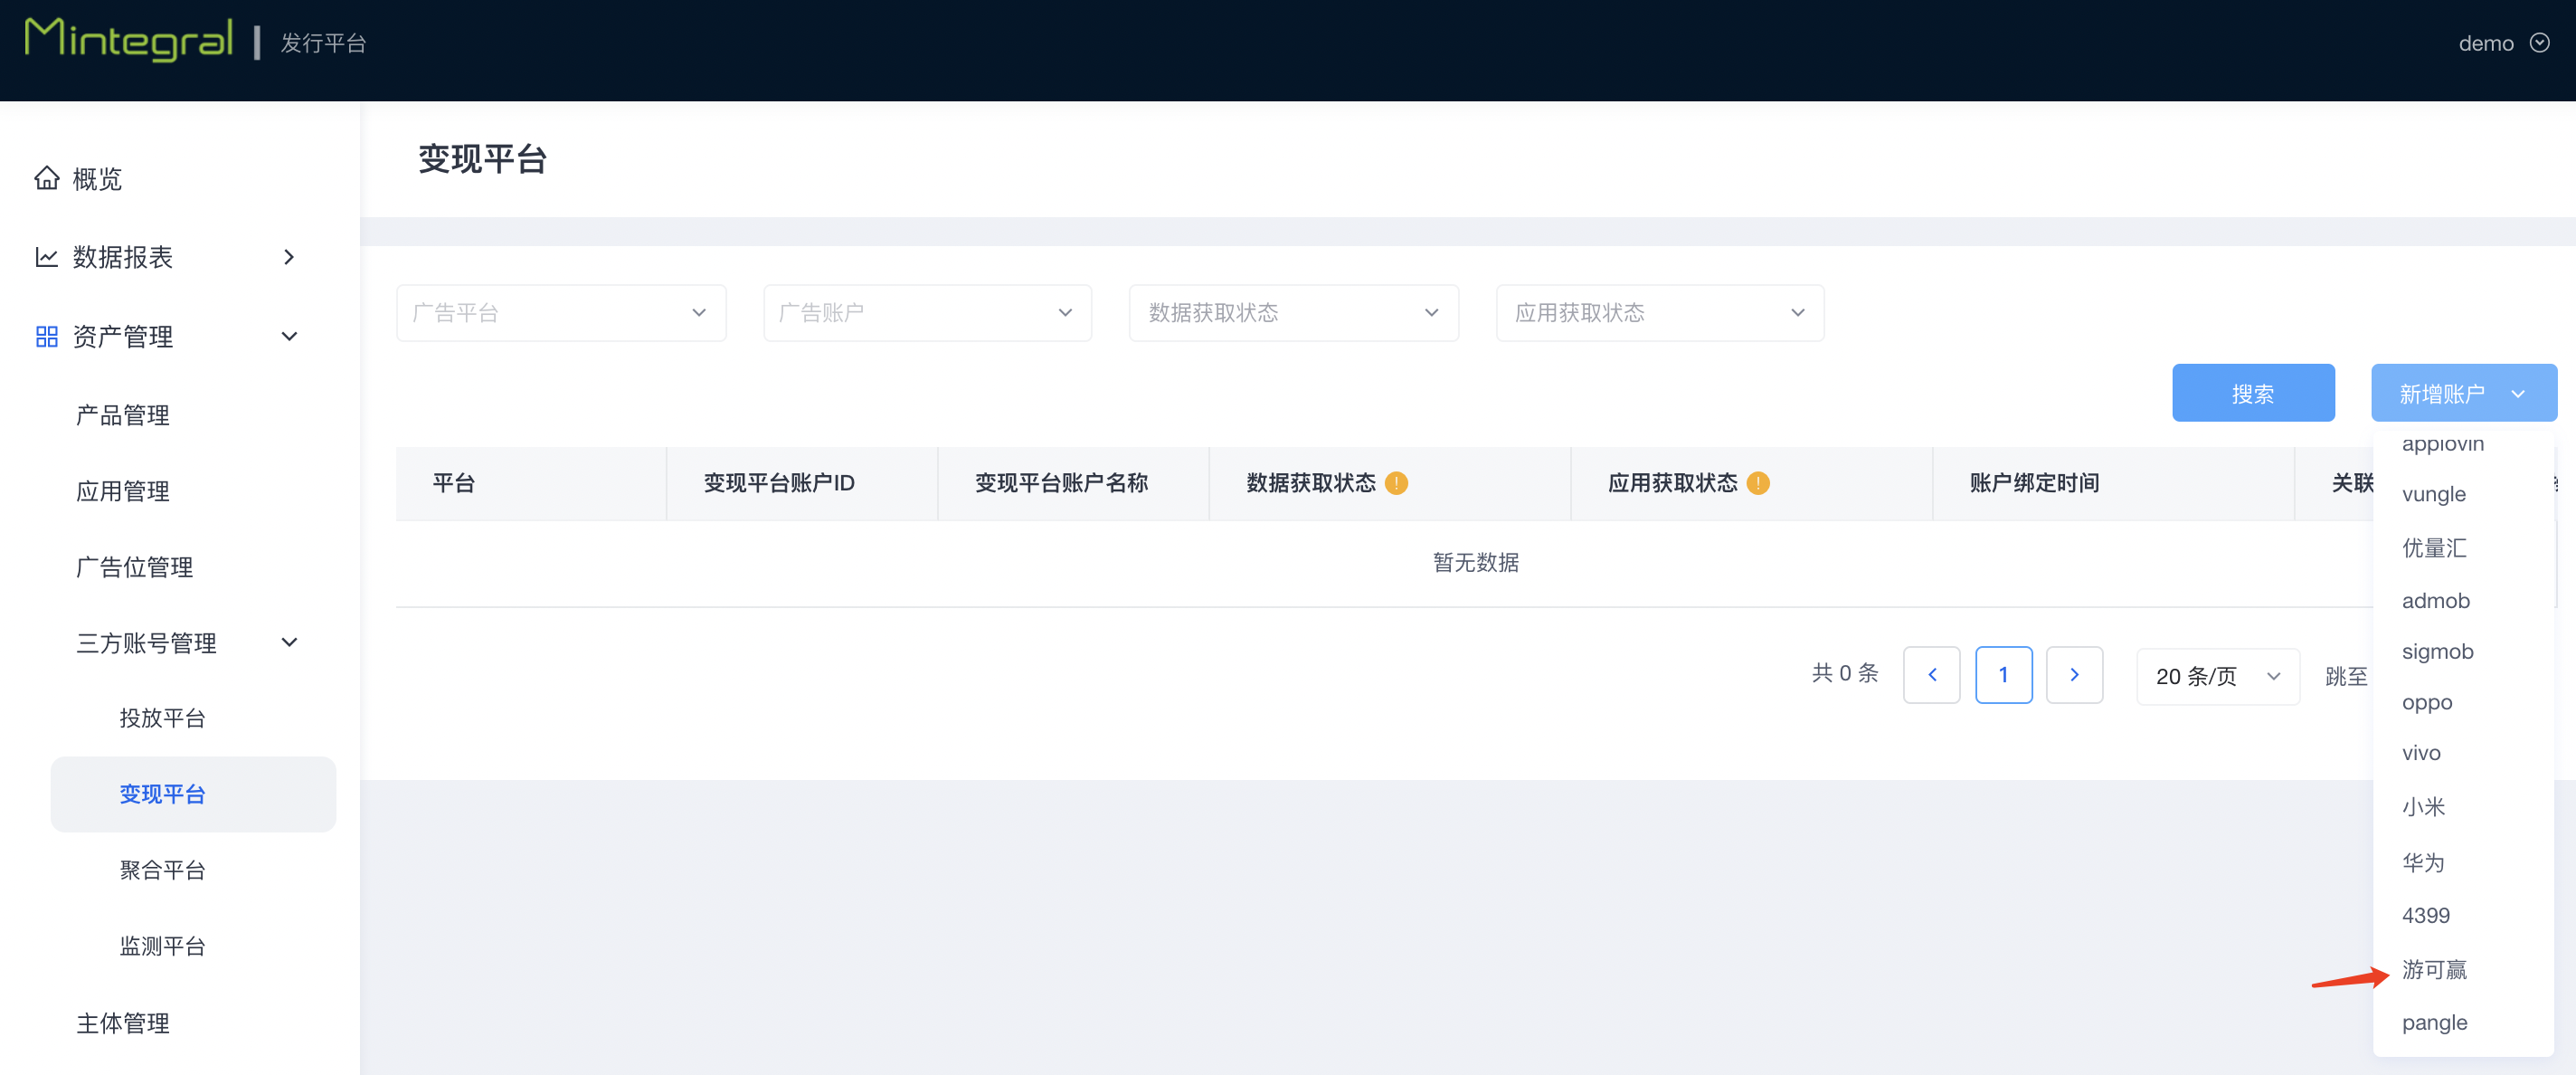 Mintegral
发行平台
demo
概览
数据报表
资产管理
产品管理
应用管理
广告位管理
三方账号管理
投放平台
变现平台
聚合平台
监测平台
主体管理
变现平台
广告平台
广告账户
数据获取状态
应用获取状态
搜索
新增账户
平台
变现平台账户ID
变现平台账户名称
数据获取状态
应用获取状态
账户绑定时间
关联
暂无数据
共 0 条
1
20 条/页
跳至
applovin
vungle
优量汇
admob
sigmob
oppo
vivo
小米
华为
4399
游可赢
pangle